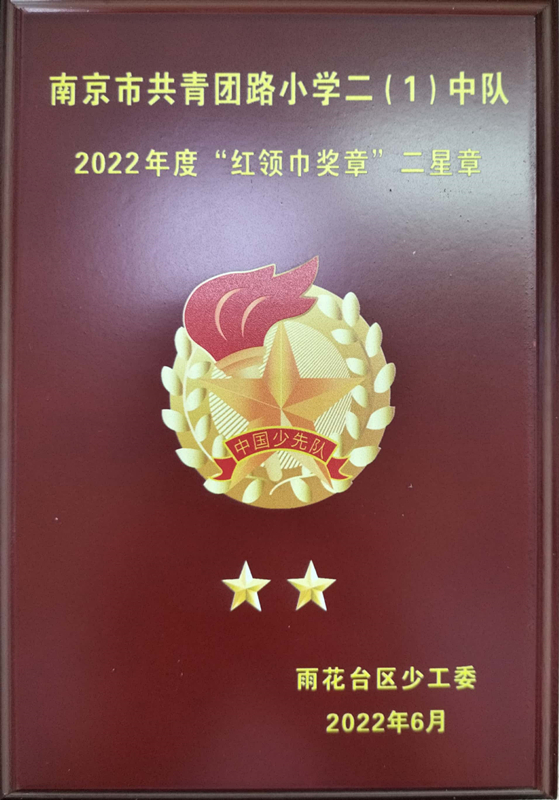 南京市共青团路小学二(1)中队
2022年度“红领巾奖章”二星章
中国少先队
雨花台区少工委
2022年6月